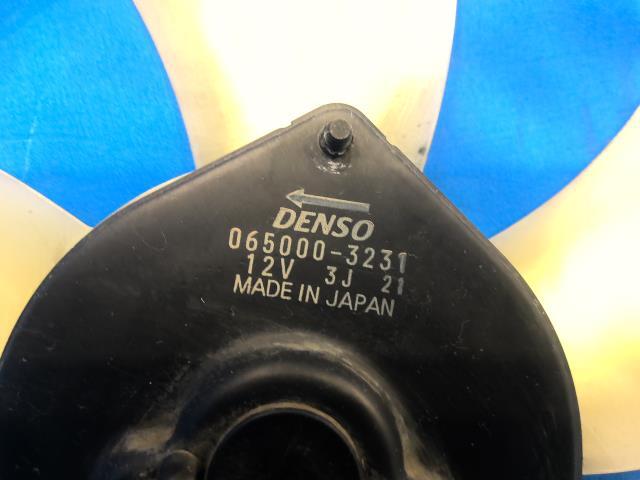 DENSO
065000-3231
12V 3J 21
MADE IN JAPAN